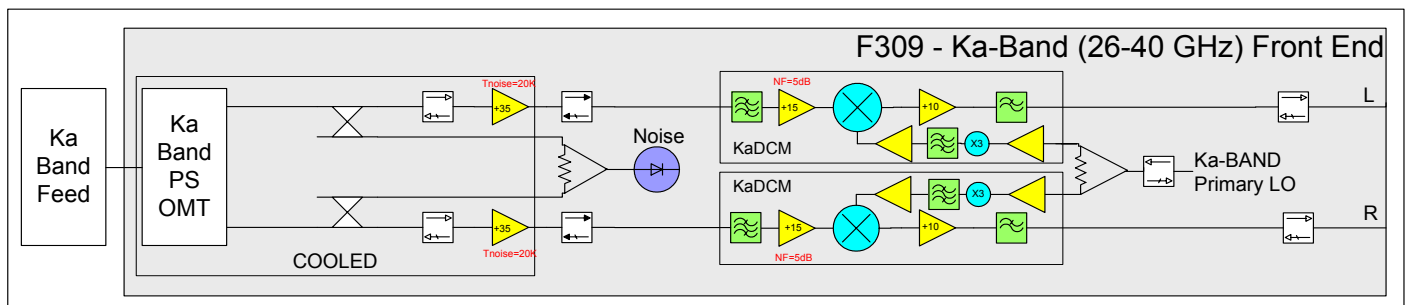 F309 - Ka-Band (26-40 GHz) Front End
Ka
Band
Feed
Ka
Band
PS
OMT
Tnoise=20K
+35
COOLED
+35
Tnoise=20K
Noise
NF=5dB
+15
+10
X3
KaDCM
KaDCM
X3
+15
+10
NF=5dB
L
Ka-BAND
Primary LO
R